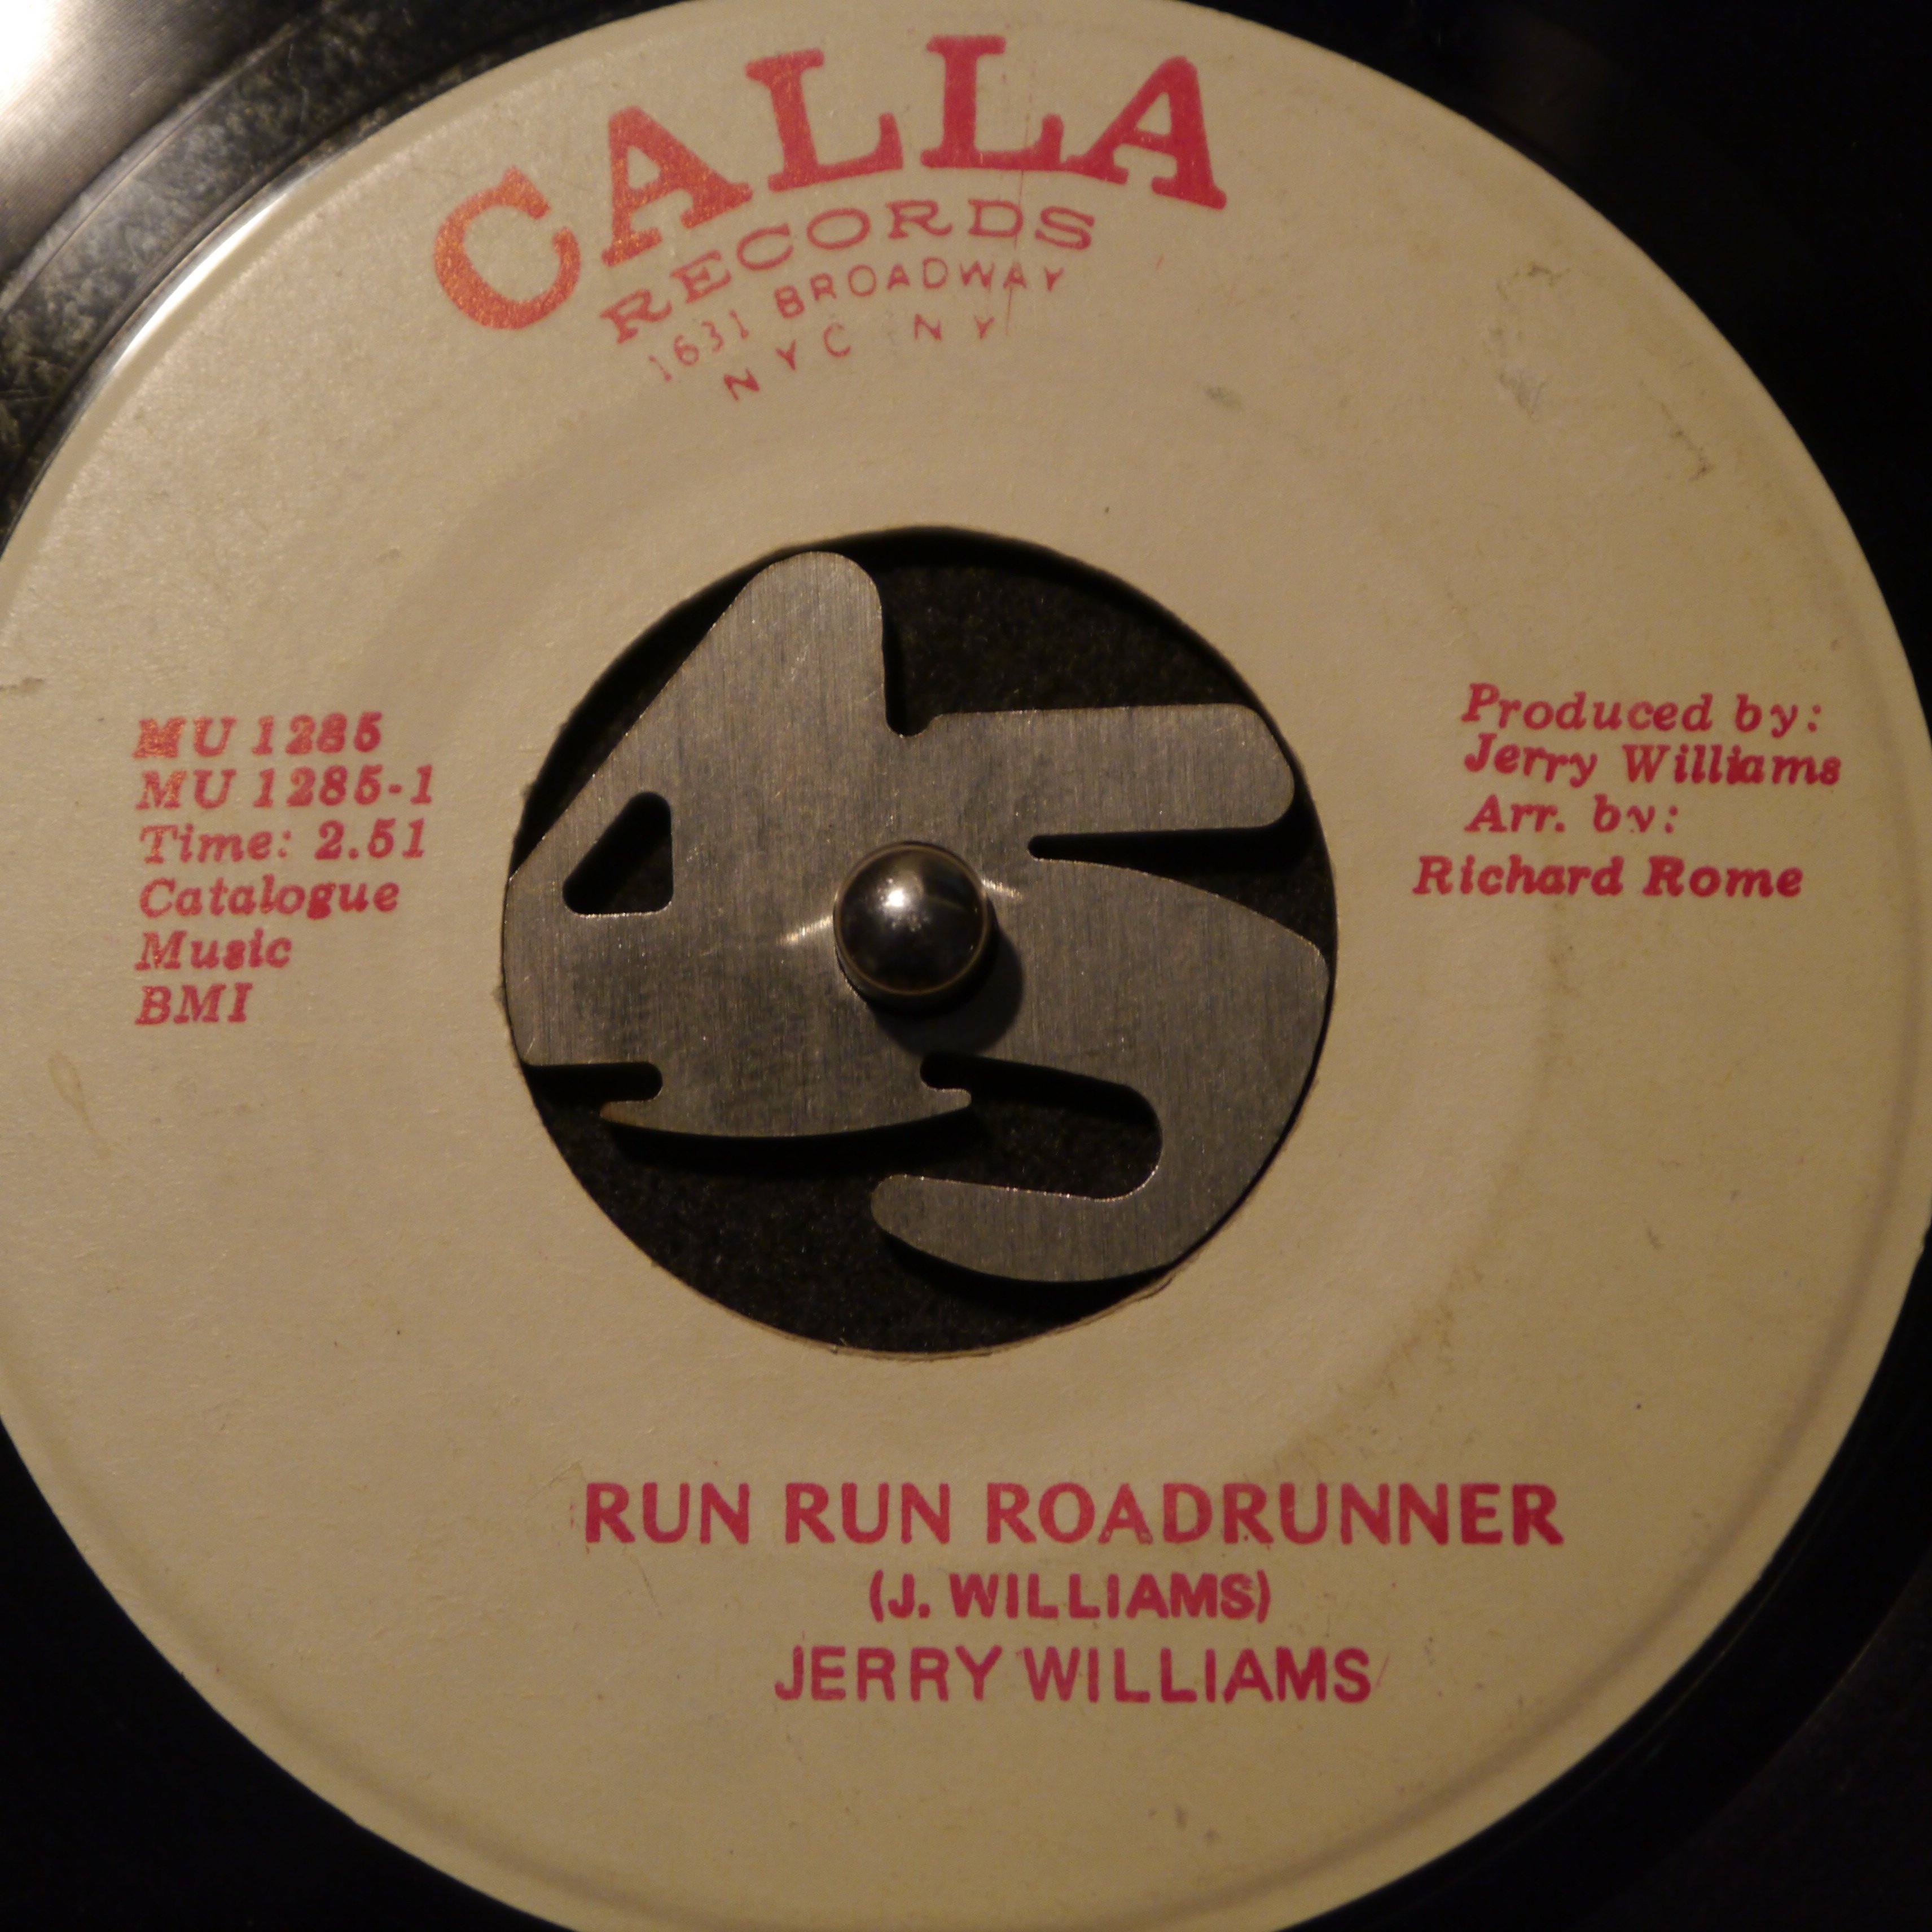 CALLA
RECORDS
1631 BROADWAY
NYC NY
MU 1285
MU 1285-1
Time: 2.51
Catalogue
Music
BMI
45
Produced by:
Jerry Williams
Arr. by:
Richard Rome
RUN RUN ROADRUNNER
(J. WILLIAMS)
JERRY WILLIAMS